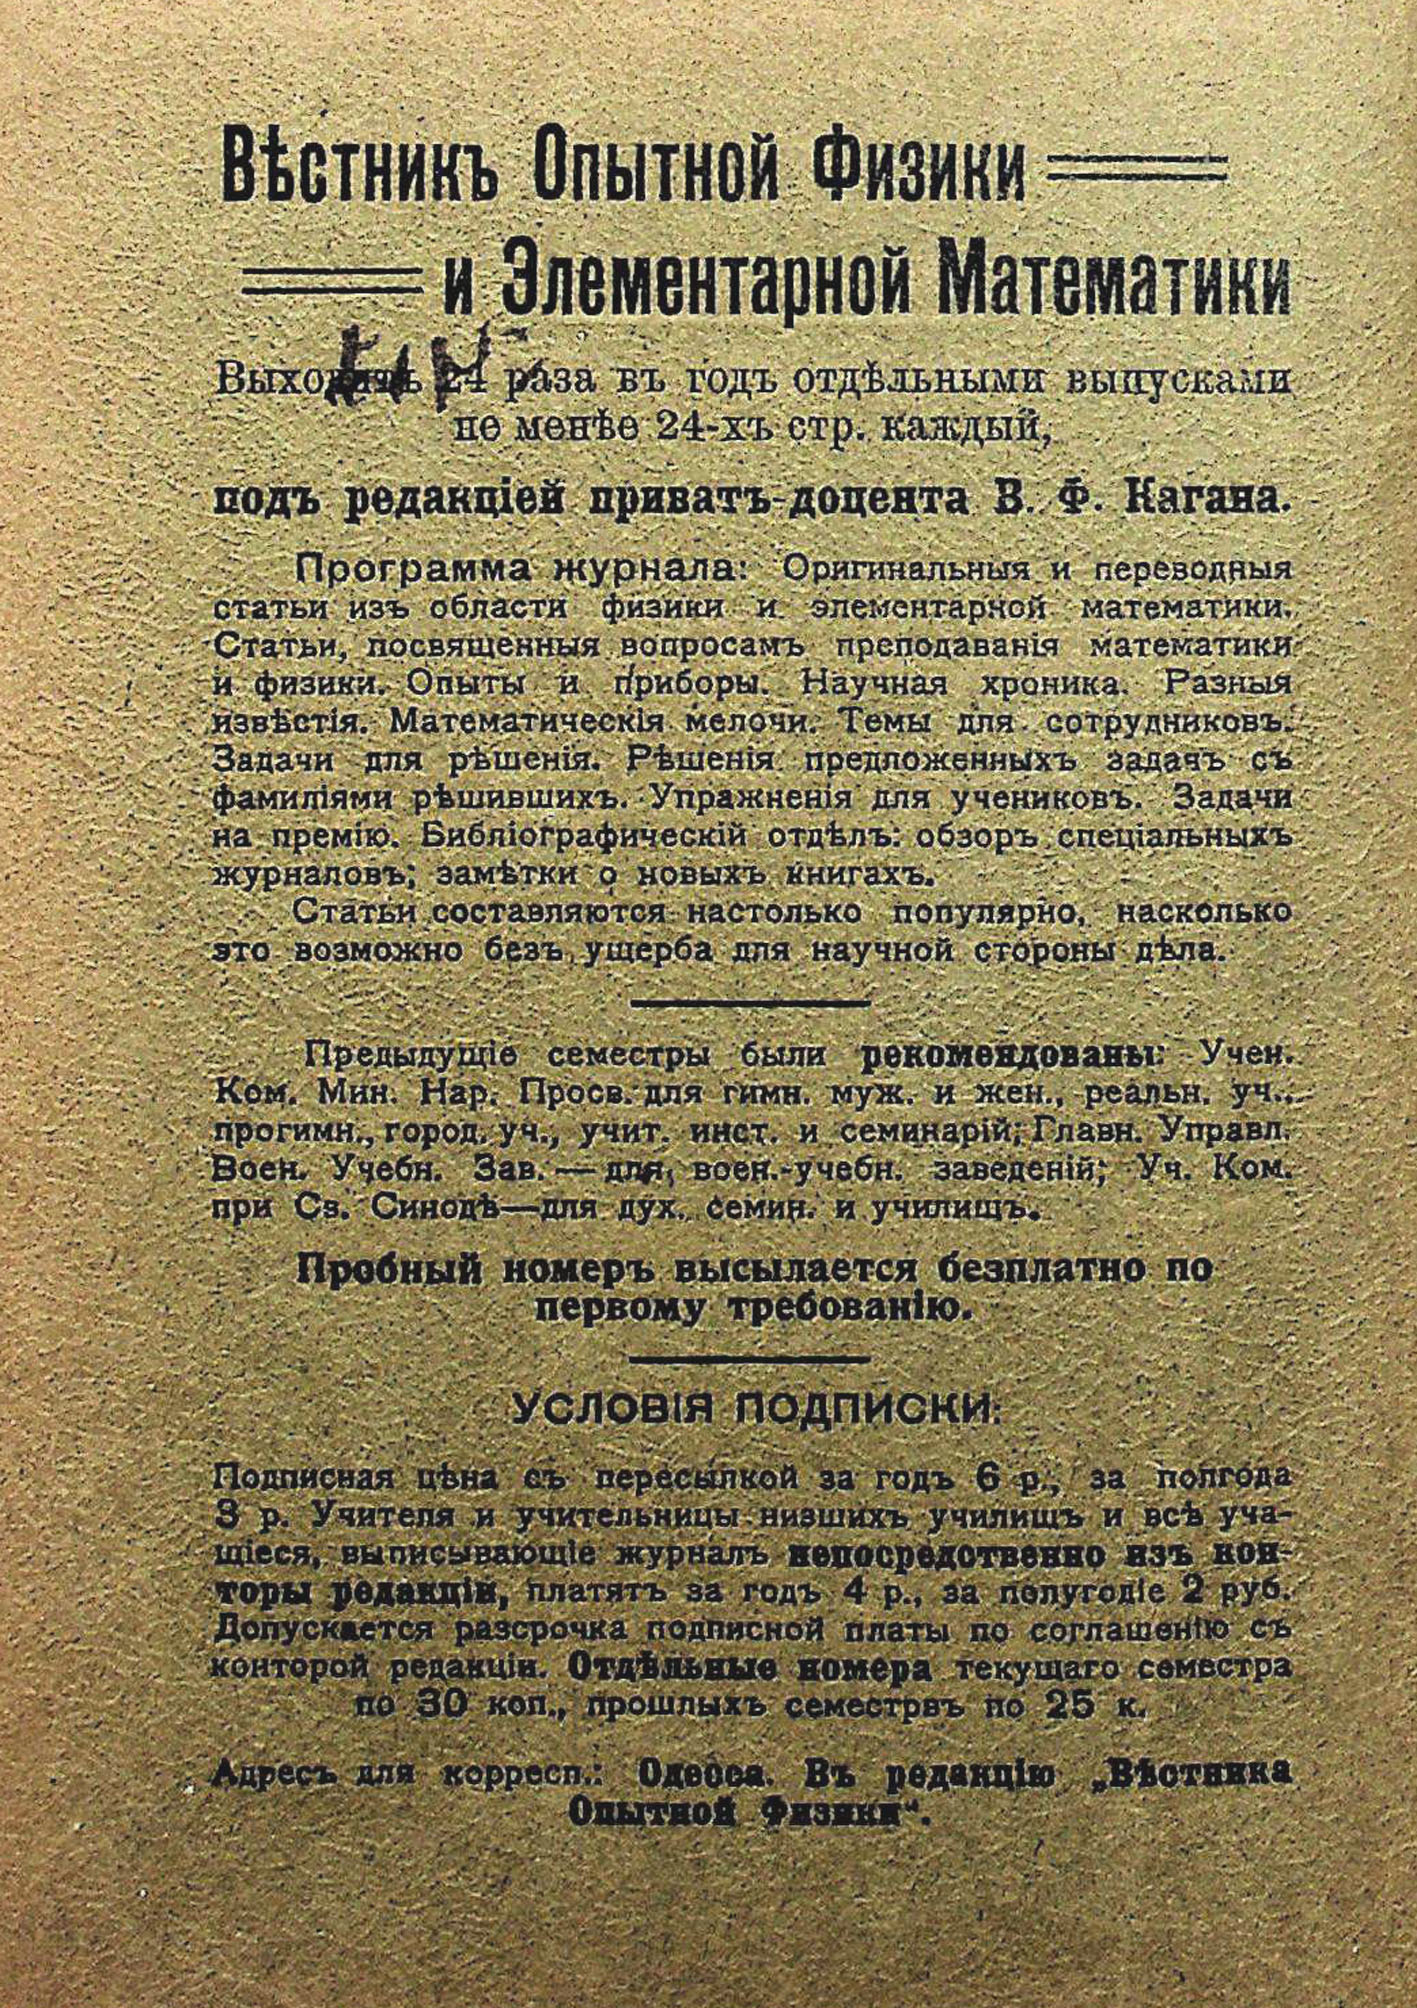 Вѣстникъ Опытной Физики
и Элементарной Математики
Выходитъ 24 раза въ годъ отдѣльными выпусками
не менѣе 24-хъ стр. каждый,
подъ редакціей приватъ-доцента В. Ф. Кагана.
Программа журнала: Оригинальныя и переводныя
статьи изъ области физики и элементарной математики.
Статьи, посвященныя вопросамъ преподаванія математики
и физики. Опыты и приборы. Научная хроника. Разныя
извѣстія. Математическія мелочи. Темы для сотрудниковъ.
Задачи для рѣшенія. Рѣшенія предложенныхъ задачъ съ
фамиліями рѣшившихъ. Упражненія для учениковъ. Задачи
на премію. Библіографическій отдѣлъ: обзоръ спеціальныхъ
журналовъ; замѣтки о новыхъ книгахъ.
Статьи составляются настолько популярно, насколько
это возможно безъ ущерба для научной стороны дѣла.
Предыдущіе семестры были рекомендованы: Учен.
Ком. Мин. Нар. Просв. для гимн. муж. и жен., реальн. уч.,
прогимн., город. уч., учит. инст. и семинарій; Главн. Управл.
Воен. Учебн. Зав. — для воен.-учебн. заведеній; Уч. Ком.
при Св. Синодѣ—для дух. семин. и училищъ.
Пробный номеръ высылается безплатно по
первому требованію.
УСЛОВІЯ ПОДПИСКИ:
Подписная цѣна съ пересылкой за годъ 6 р., за полгода
3 р. Учителя и учительницы низшихъ училищъ и всѣ уча-
щіеся, выписывающіе журналъ непосредственно изъ кон-
торы редакціи, платятъ за годъ 4 р., за полугодіе 2 руб.
Допускается разсрочка подписной платы по соглашенію съ
конторой редакціи. Отдѣльные номера текущаго семестра
по 30 коп., прошлыхъ семестрвъ по 25 к.
Адресъ для корресп.: Одесса. Въ редакцію „Вѣстника
Опытной Физики“.